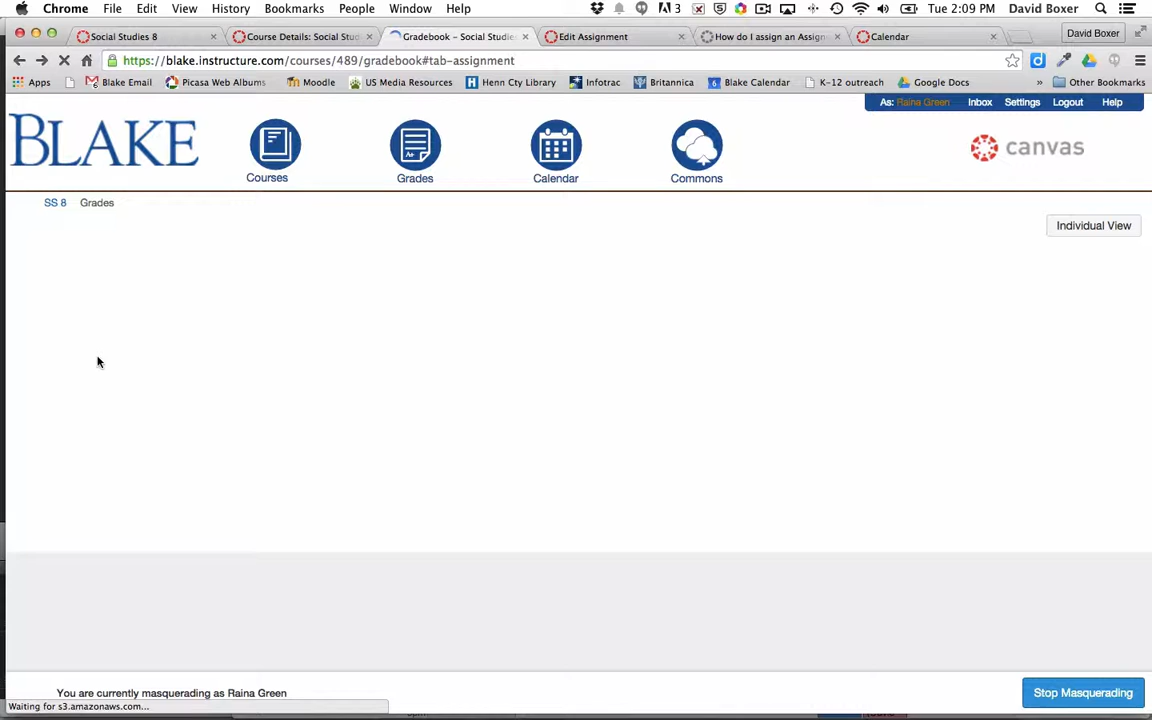 Chrome File Edit View History Bookmarks People Window Help 3 Tue 2:09 PM David Boxer
Social Studies 8 Course Details: Social Stud Gradebook – Social Studie Edit Assignment How do I assign an Assignm Calendar David Boxer
https://blake.instructure.com/courses/489/gradebook#tab-assignment
Apps Blake Email Picasa Web Albums Moodle US Media Resources Henn Cty Library Infotrac Britannica Blake Calendar K-12 outreach Google Docs » Other Bookmarks
As: Raina Green Inbox Settings Logout Help
BLAKE
Courses Grades Calendar Commons
canvas
SS 8 Grades
Individual View
You are currently masquerading as Raina Green
Stop Masquerading
Waiting for s3.amazonaws.com...